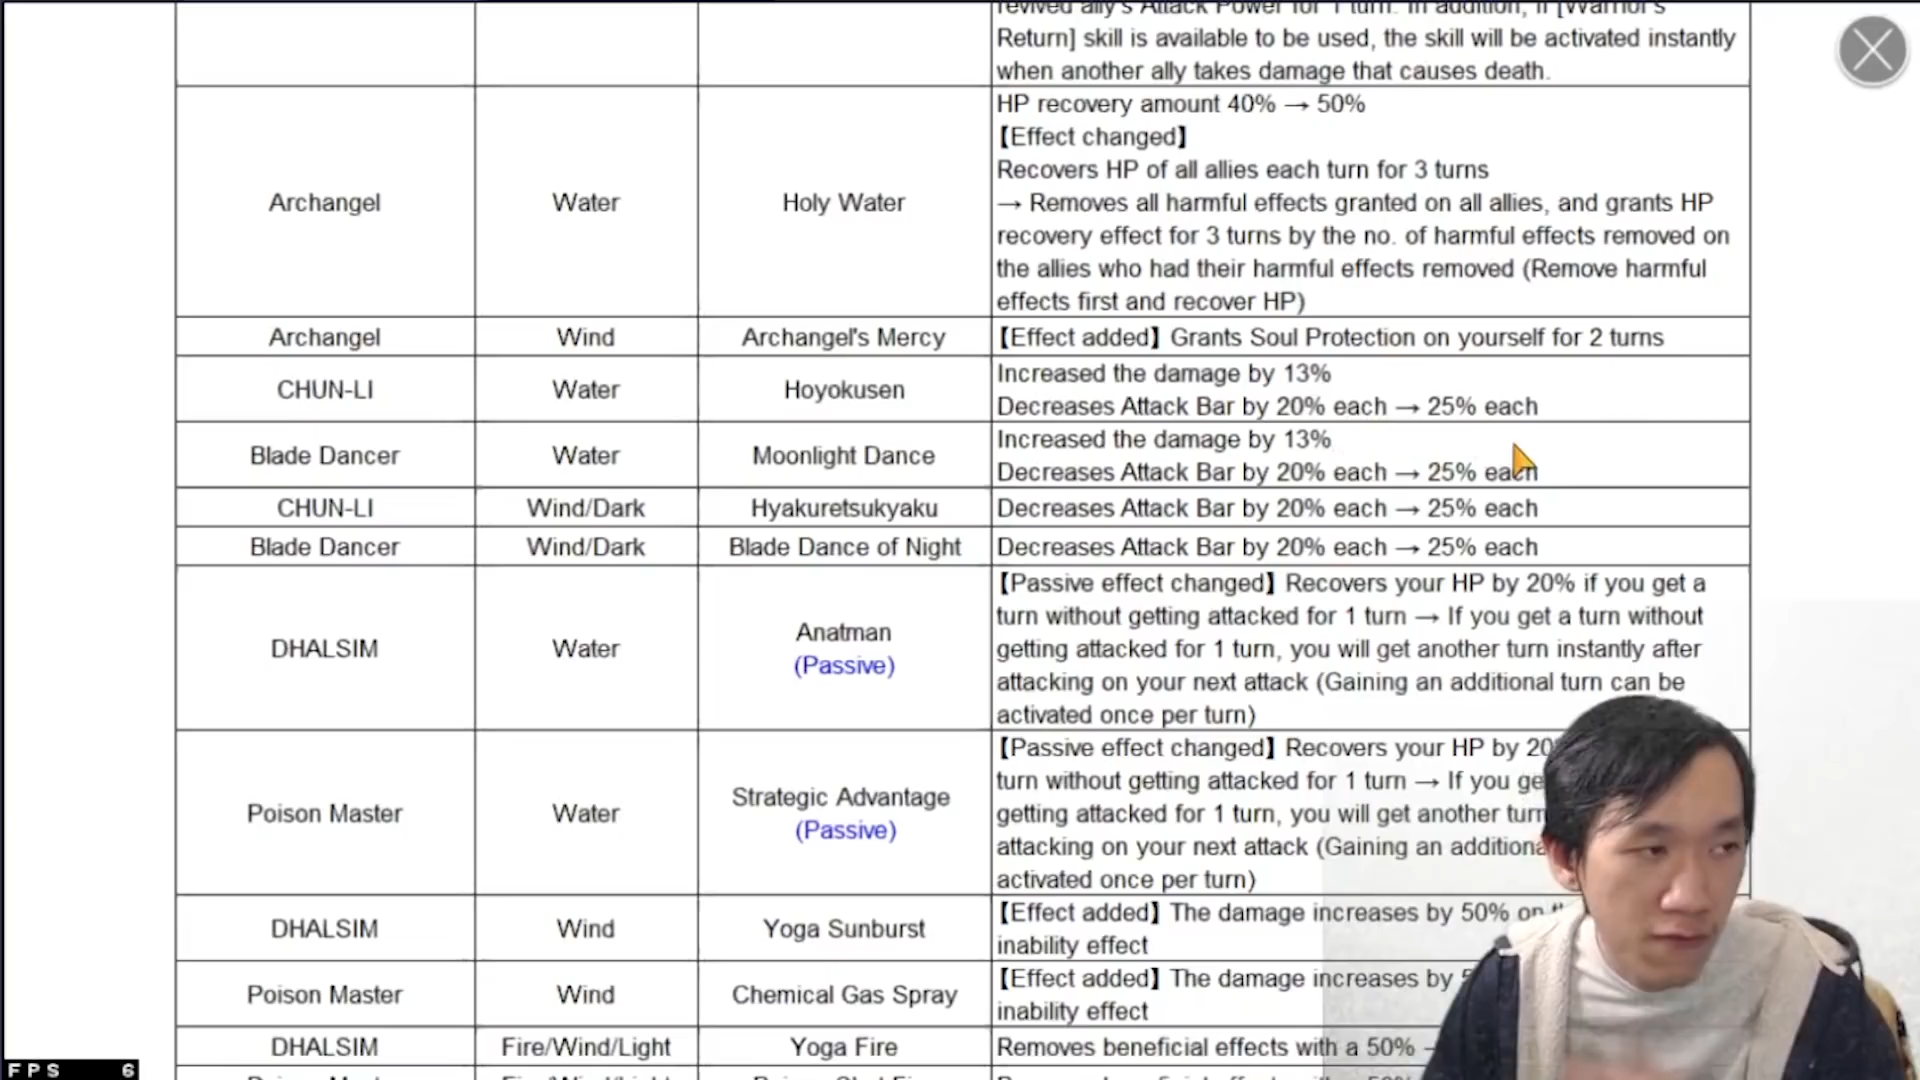 revived ally's Attack Power for 1 turn. In addition, if [Warrior's
Return] skill is available to be used, the skill will be activated instantly
when another ally takes damage that causes death.
Archangel
Water
Holy Water
HP recovery amount 40% → 50%
【Effect changed】
Recovers HP of all allies each turn for 3 turns
→ Removes all harmful effects granted on all allies, and grants HP
recovery effect for 3 turns by the no. of harmful effects removed on
the allies who had their harmful effects removed (Remove harmful
effects first and recover HP)
Archangel
Wind
Archangel's Mercy
【Effect added】Grants Soul Protection on yourself for 2 turns
CHUN-LI
Water
Hoyokusen
Increased the damage by 13%
Decreases Attack Bar by 20% each → 25% each
Blade Dancer
Water
Moonlight Dance
Increased the damage by 13%
Decreases Attack Bar by 20% each → 25% each
CHUN-LI
Wind/Dark
Hyakuretsukyaku
Decreases Attack Bar by 20% each → 25% each
Blade Dancer
Wind/Dark
Blade Dance of Night
Decreases Attack Bar by 20% each → 25% each
DHALSIM
Water
Anatman
(Passive)
【Passive effect changed】Recovers your HP by 20% if you get a
turn without getting attacked for 1 turn → If you get a turn without
getting attacked for 1 turn, you will get another turn instantly after
attacking on your next attack (Gaining an additional turn can be
activated once per turn)
Poison Master
Water
Strategic Advantage
(Passive)
【Passive effect changed】Recovers your HP by 20
turn without getting attacked for 1 turn → If you ge
getting attacked for 1 turn, you will get another turn
attacking on your next attack (Gaining an additiona
activated once per turn)
DHALSIM
Wind
Yoga Sunburst
【Effect added】The damage increases by 50% on
inability effect
Poison Master
Wind
Chemical Gas Spray
【Effect added】The damage increases by
inability effect
DHALSIM
Fire/Wind/Light
Yoga Fire
Removes beneficial effects with a 50%
FPS 6